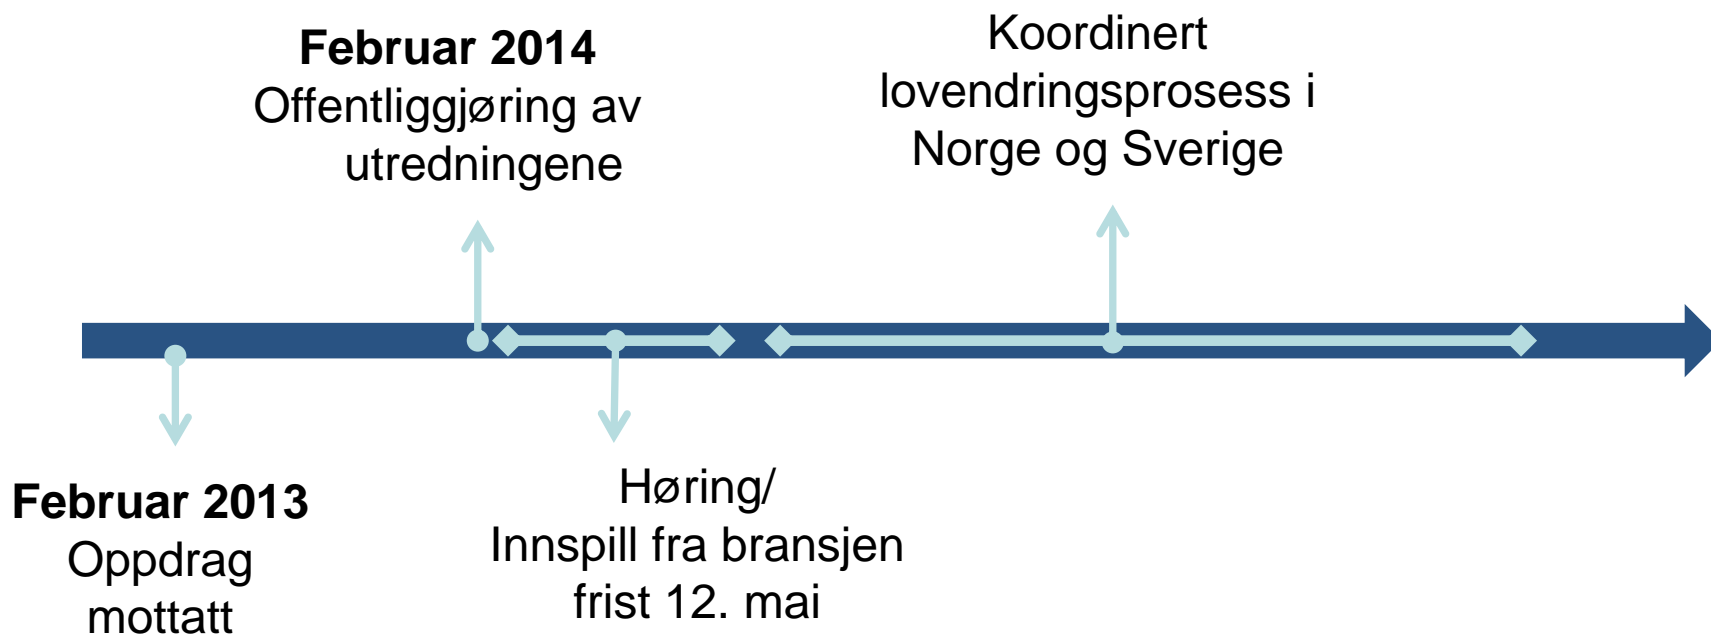 Februar 2014
Offentliggjøring av
utredningene
Koordinert
lovendringsprosess i
Norge og Sverige
Februar 2013
Oppdrag
mottatt
Høring/
Innspill fra bransjen
frist 12. mai